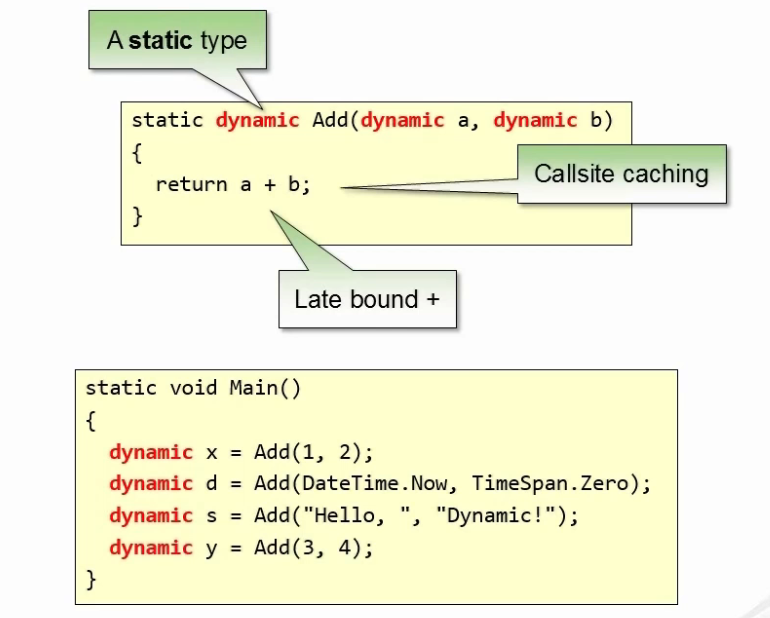 A static type
static dynamic Add(dynamic a, dynamic b)
{
return a + b;
}
Callsite caching
Late bound +
static void Main()
{
dynamic x = Add(1, 2);
dynamic d = Add(DateTime.Now, TimeSpan.Zero);
dynamic s = Add("Hello, ", "Dynamic!");
dynamic y = Add(3, 4);
}